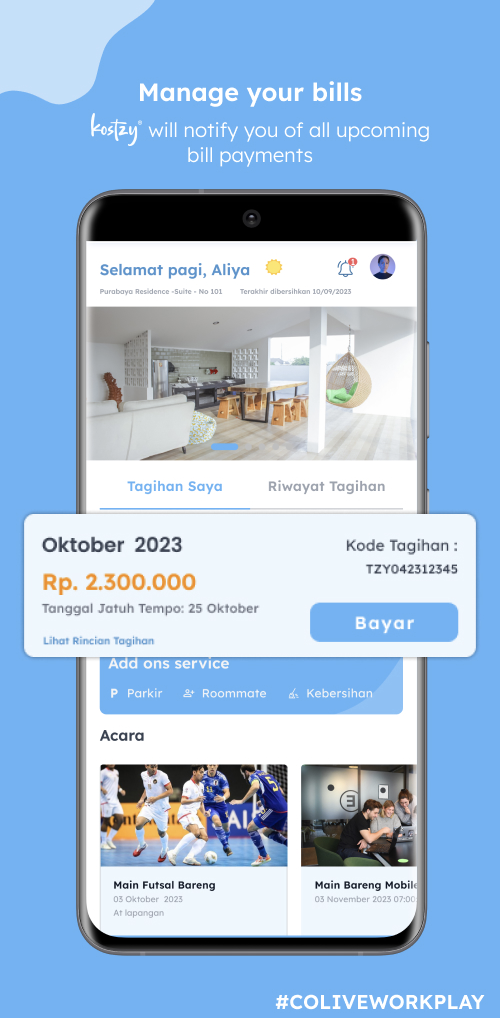 Manage your bills
kostzy® will notify you of all upcoming
bill payments
Selamat pagi, Aliya
1
Purabaya Residence -Suite - No 101 Terakhir dibersihkan 10/09/2023
Tagihan Saya Riwayat Tagihan
Oktober 2023
Kode Tagihan :
TZY042312345
Rp. 2.300.000
Tanggal Jatuh Tempo: 25 Oktober
Lihat Rincian Tagihan
Bayar
Add ons service
P Parkir Roommate Kebersihan
Acara
Main Futsal Bareng
03 Oktober 2023
At lapangan
Main Bareng Mobile
03 November 2023 07:00
#COLIVEWORKPLAY